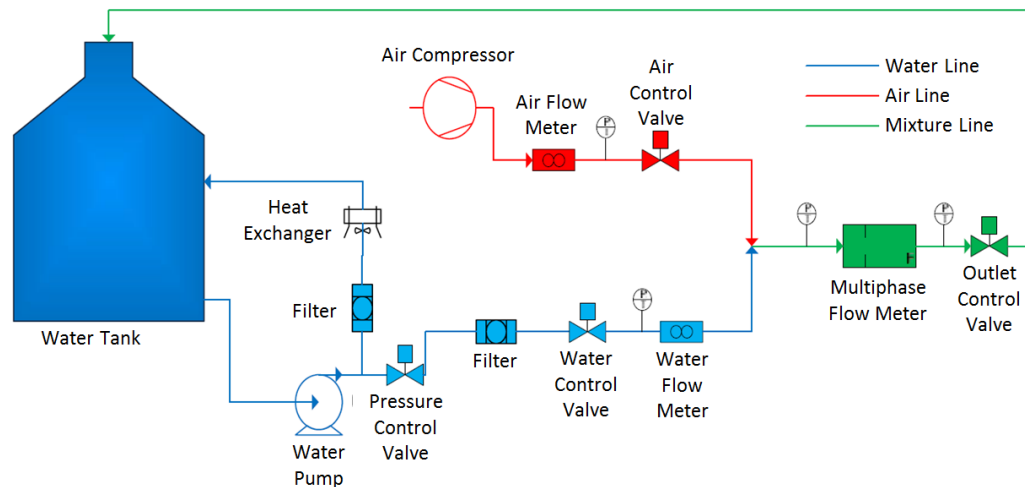 Air Compressor
Air
Control
Valve
Air Flow
Meter
Water Line
Air Line
Mixture Line
P
T
Heat
Exchanger
P
T
P
T
Multiphase
Flow Meter
Outlet
Control
Valve
Filter
P
T
Water Tank
Filter
Water
Control
Valve
Water
Flow
Meter
Pressure
Control
Valve
Water
Pump